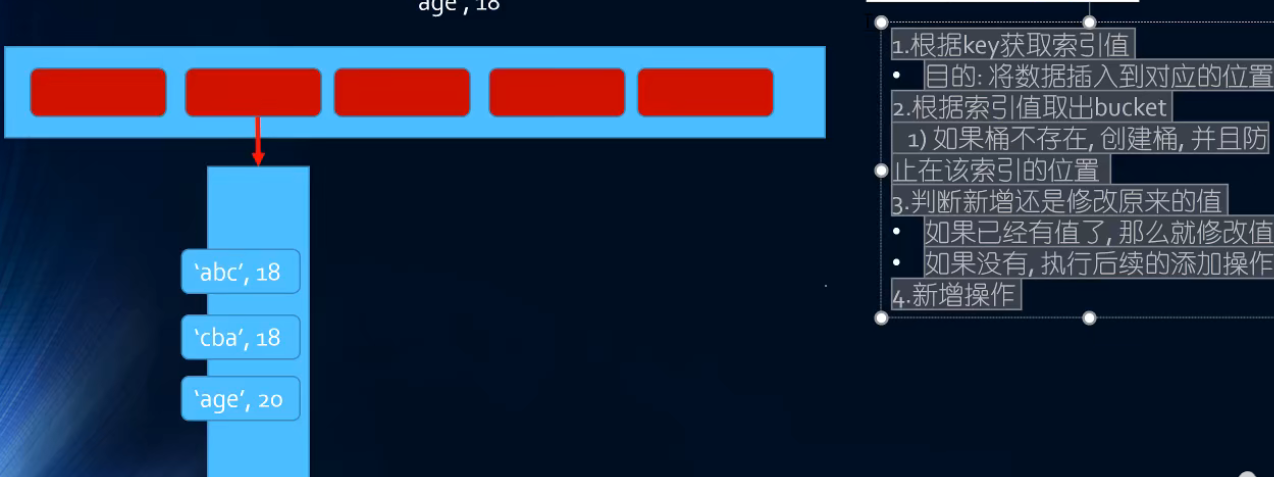 age', 18
1.根据key获取索引值
• 目的: 将数据插入到对应的位置
2.根据索引值取出bucket
1) 如果桶不存在, 创建桶, 并且防
止在该索引的位置
3.判断新增还是修改原来的值
• 如果已经有值了, 那么就修改值
• 如果没有, 执行后续的添加操作
4.新增操作
‘abc’, 18
‘cba’, 18
‘age’, 20